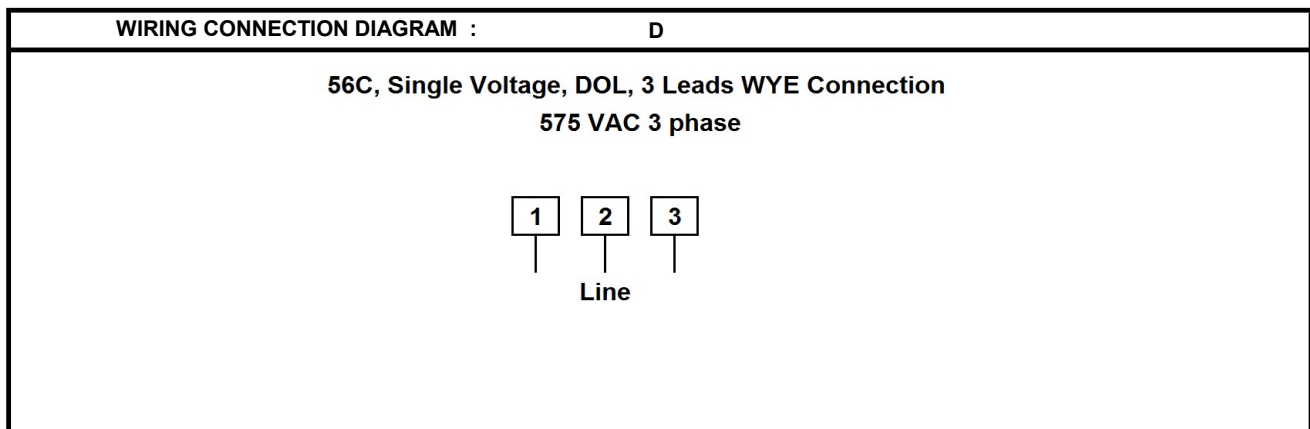 WIRING CONNECTION DIAGRAM : D
56C, Single Voltage, DOL, 3 Leads WYE Connection
575 VAC 3 phase
1 2 3
Line